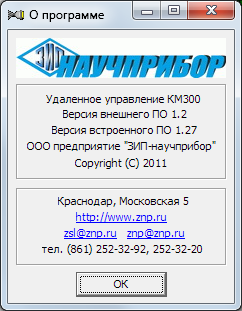 О программе
ЗИП НАУЧПРИБОР
Удаленное управление КМ300
Версия внешнего ПО 1.2
Версия встроенного ПО 1.27
ООО предприятие "ЗИП-научприбор"
Copyright (C) 2011
Краснодар, Московская 5
http://www.znp.ru
zsl@znp.ru znp@znp.ru
тел. (861) 252-32-92, 252-32-20
OK